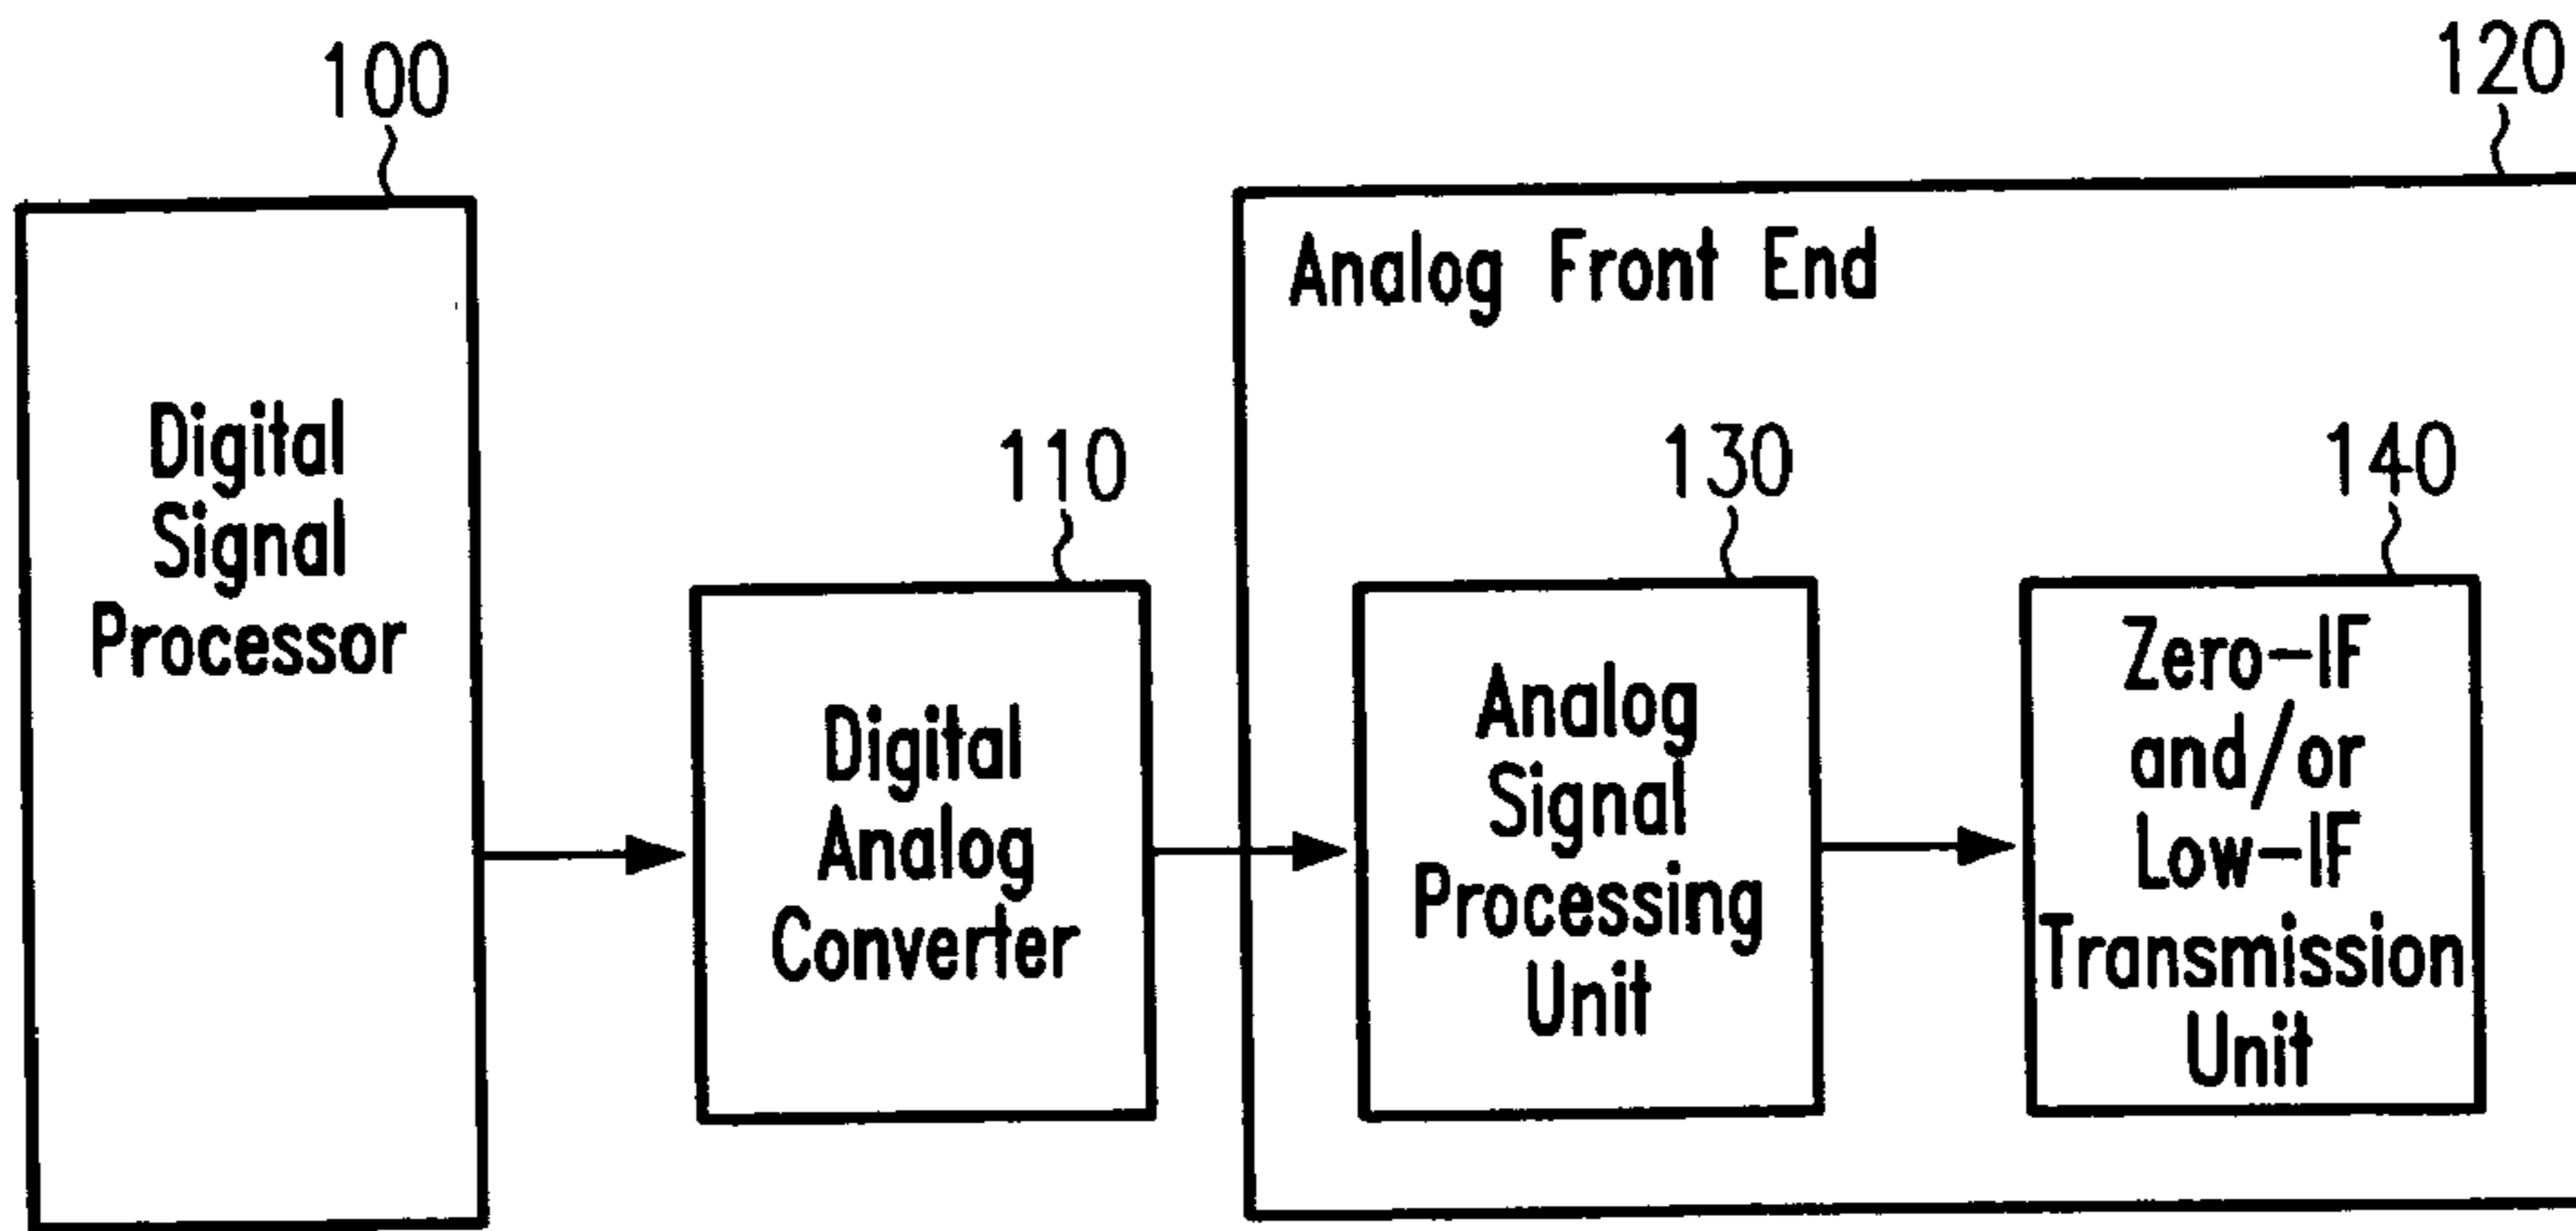 100
120
Analog Front End
Digital
Signal
Processor
110
130
140
Digital
Analog
Converter
Analog
Signal
Processing
Unit
Zero-IF
and/or
Low-IF
Transmission
Unit